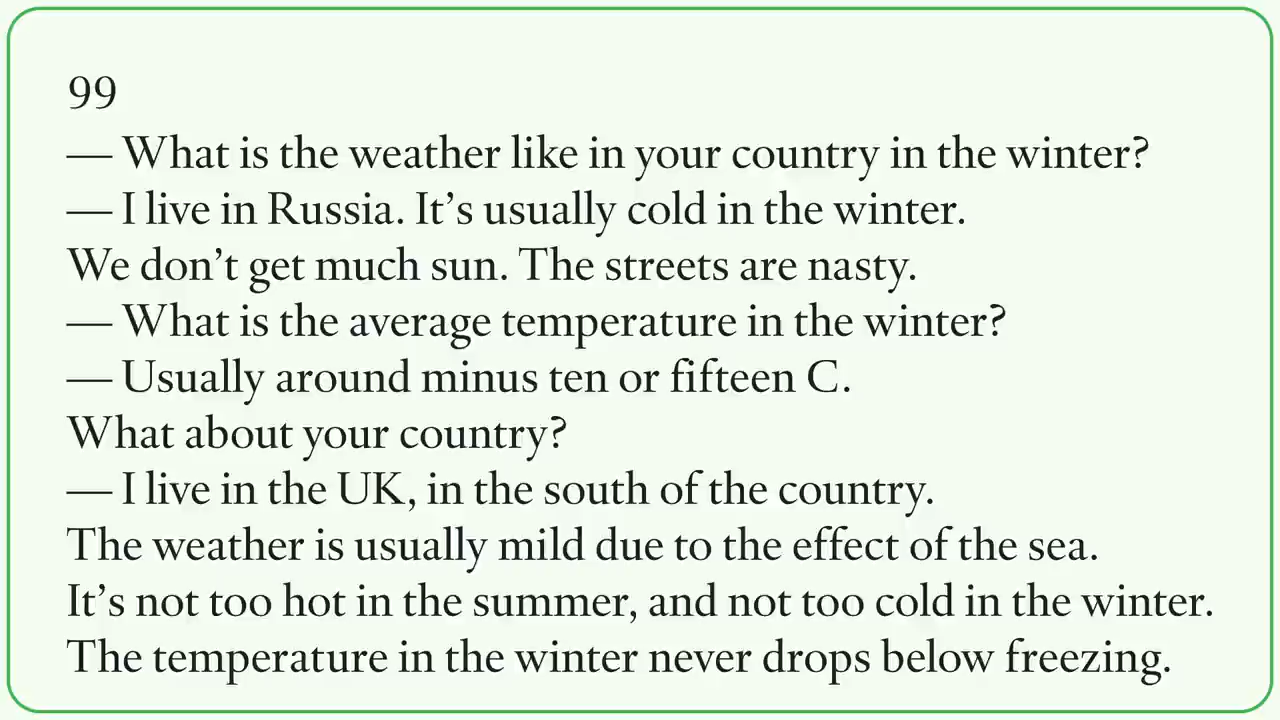 99
— What is the weather like in your country in the winter?
— I live in Russia. It’s usually cold in the winter.
We don’t get much sun. The streets are nasty.
— What is the average temperature in the winter?
— Usually around minus ten or fifteen C.
What about your country?
— I live in the UK, in the south of the country.
The weather is usually mild due to the effect of the sea.
It’s not too hot in the summer, and not too cold in the winter.
The temperature in the winter never drops below freezing.